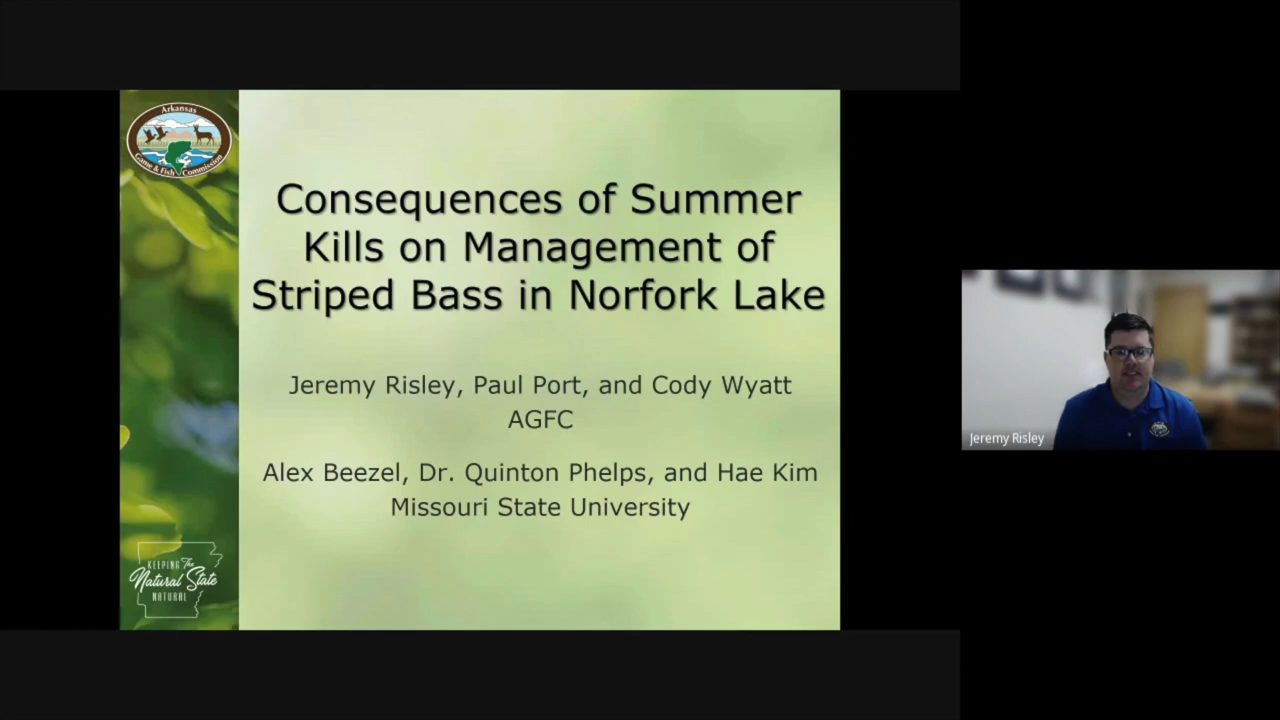 Arkansas
Game & Fish Commission
Consequences of Summer
Kills on Management of
Striped Bass in Norfork Lake
Jeremy Risley, Paul Port, and Cody Wyatt
AGFC
Alex Beezel, Dr. Quinton Phelps, and Hae Kim
Missouri State University
KEEPING The
Natural State
NATURAL
Jeremy Risley